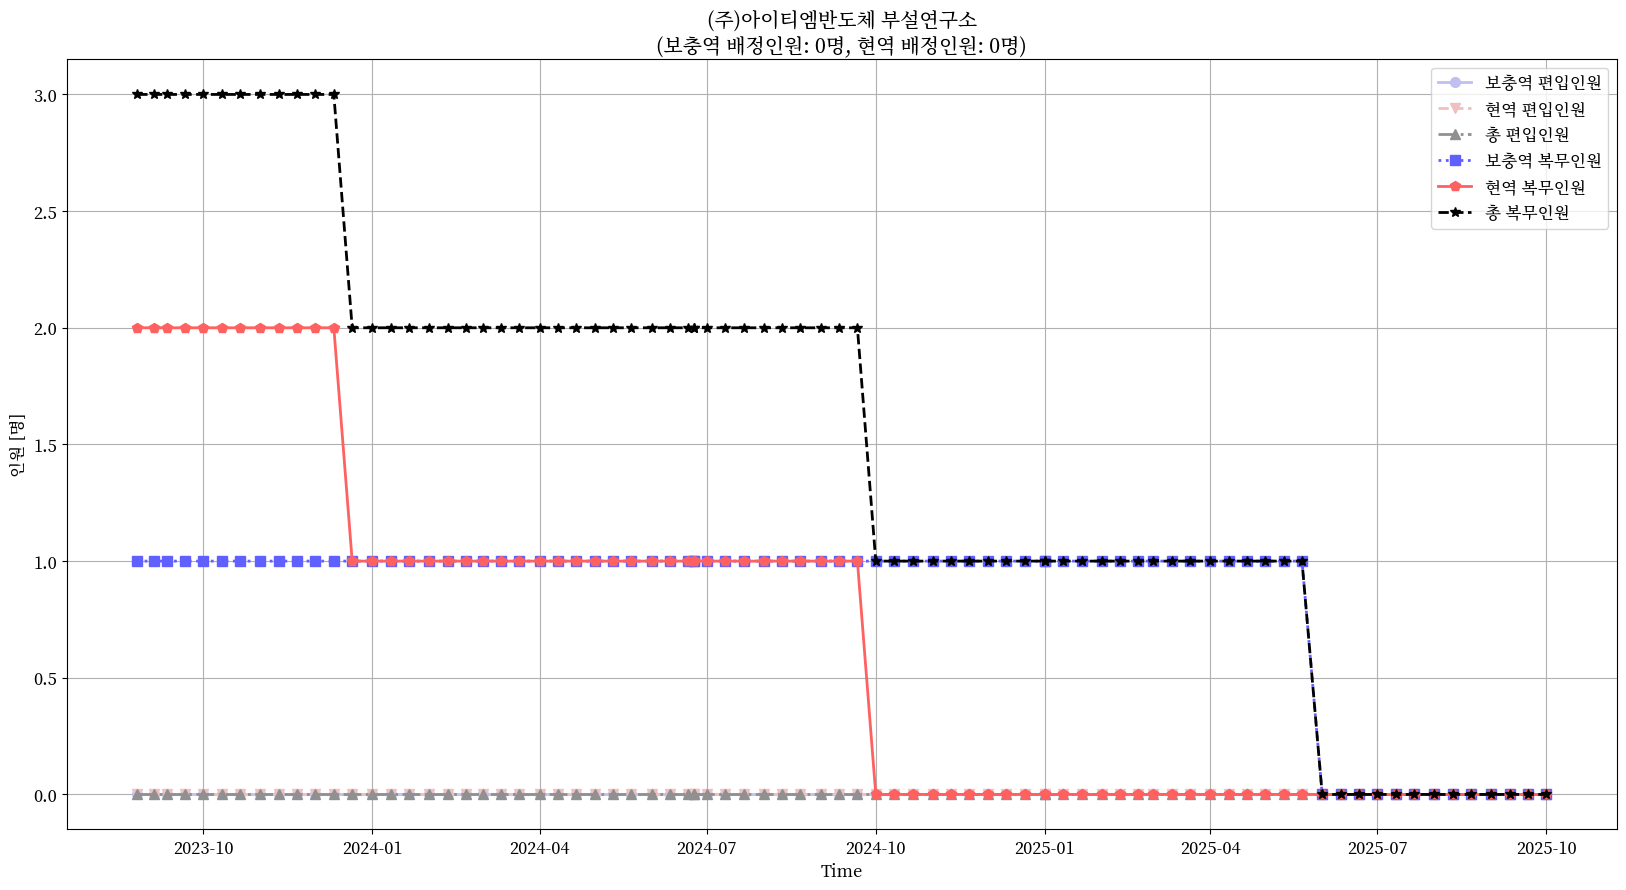 (주)아이티엠반도체 부설연구소
(보충역 배정인원: 0명, 현역 배정인원: 0명)
보충역 편입인원
현역 편입인원
총 편입인원
보충역 복무인원
현역 복무인원
총 복무인원
3.0
2.5
2.0
1.5
1.0
0.5
0.0
인원 [명]
2023-10
2024-01
2024-04
2024-07
2024-10
2025-01
2025-04
2025-07
2025-10
Time